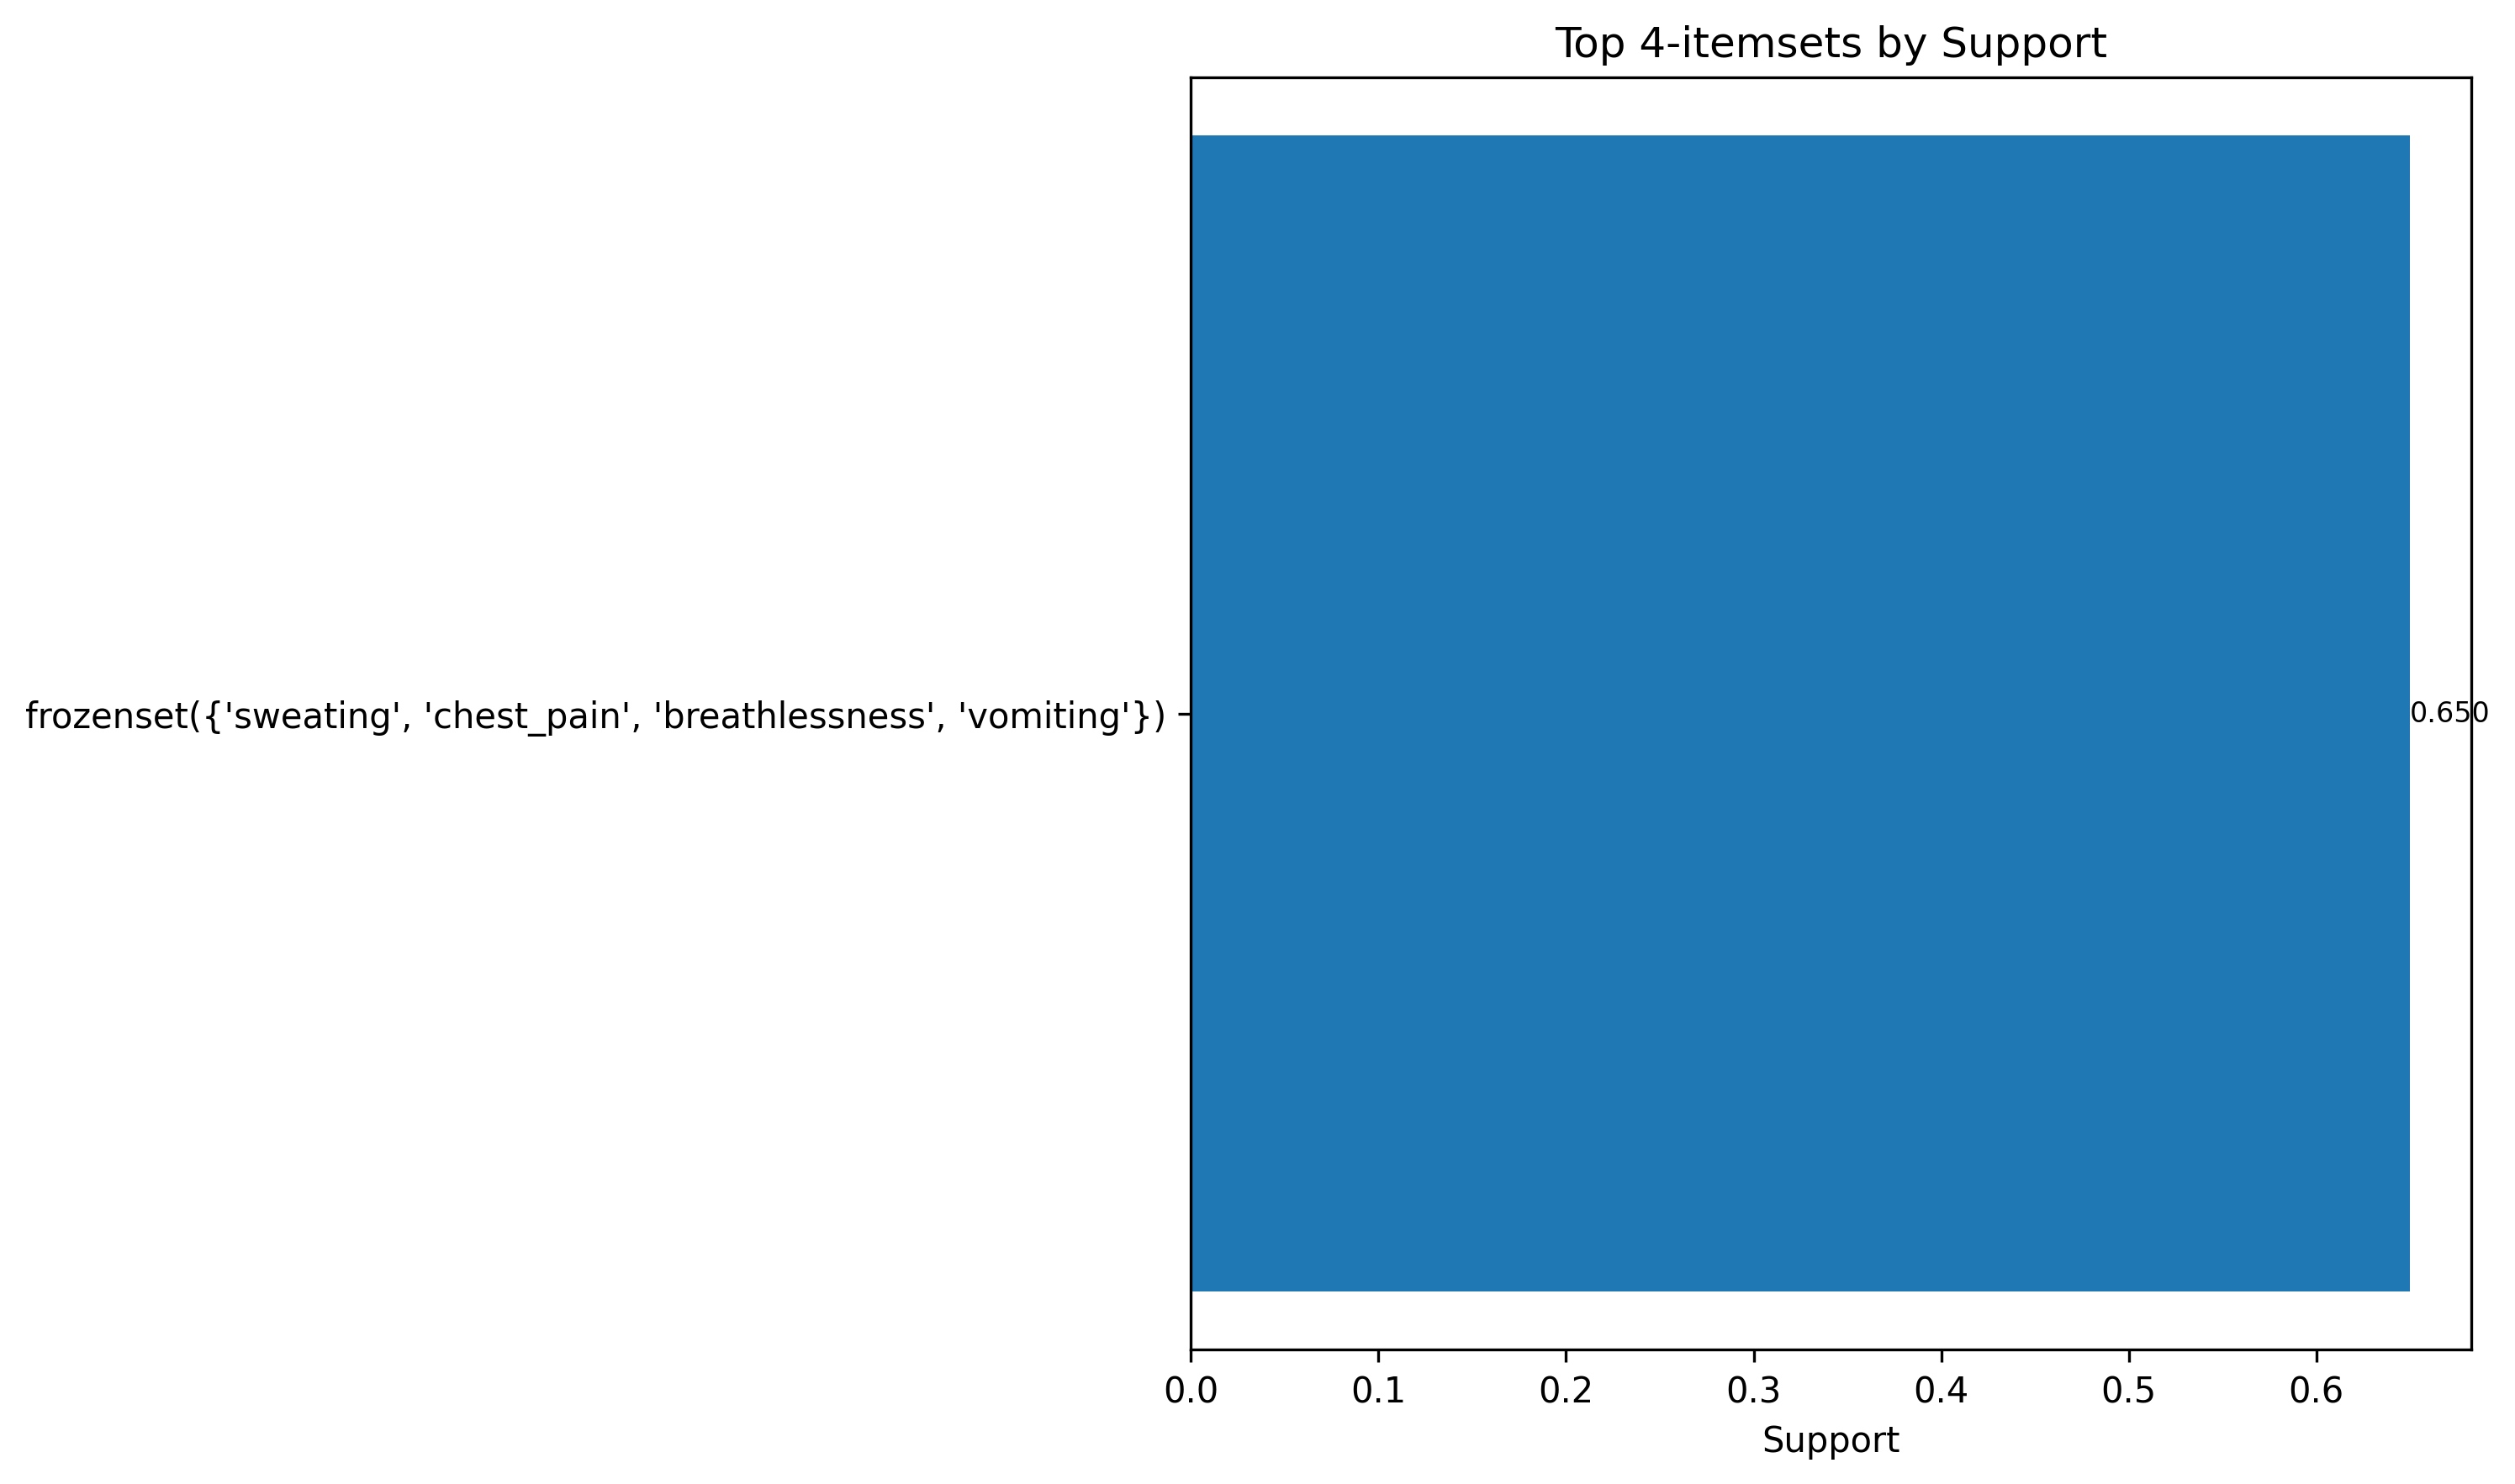 Top 4-itemsets by Support
frozenset({'sweating', 'chest_pain', 'breathlessness', 'vomiting'})
0.650
0.0 0.1 0.2 0.3 0.4 0.5 0.6
Support